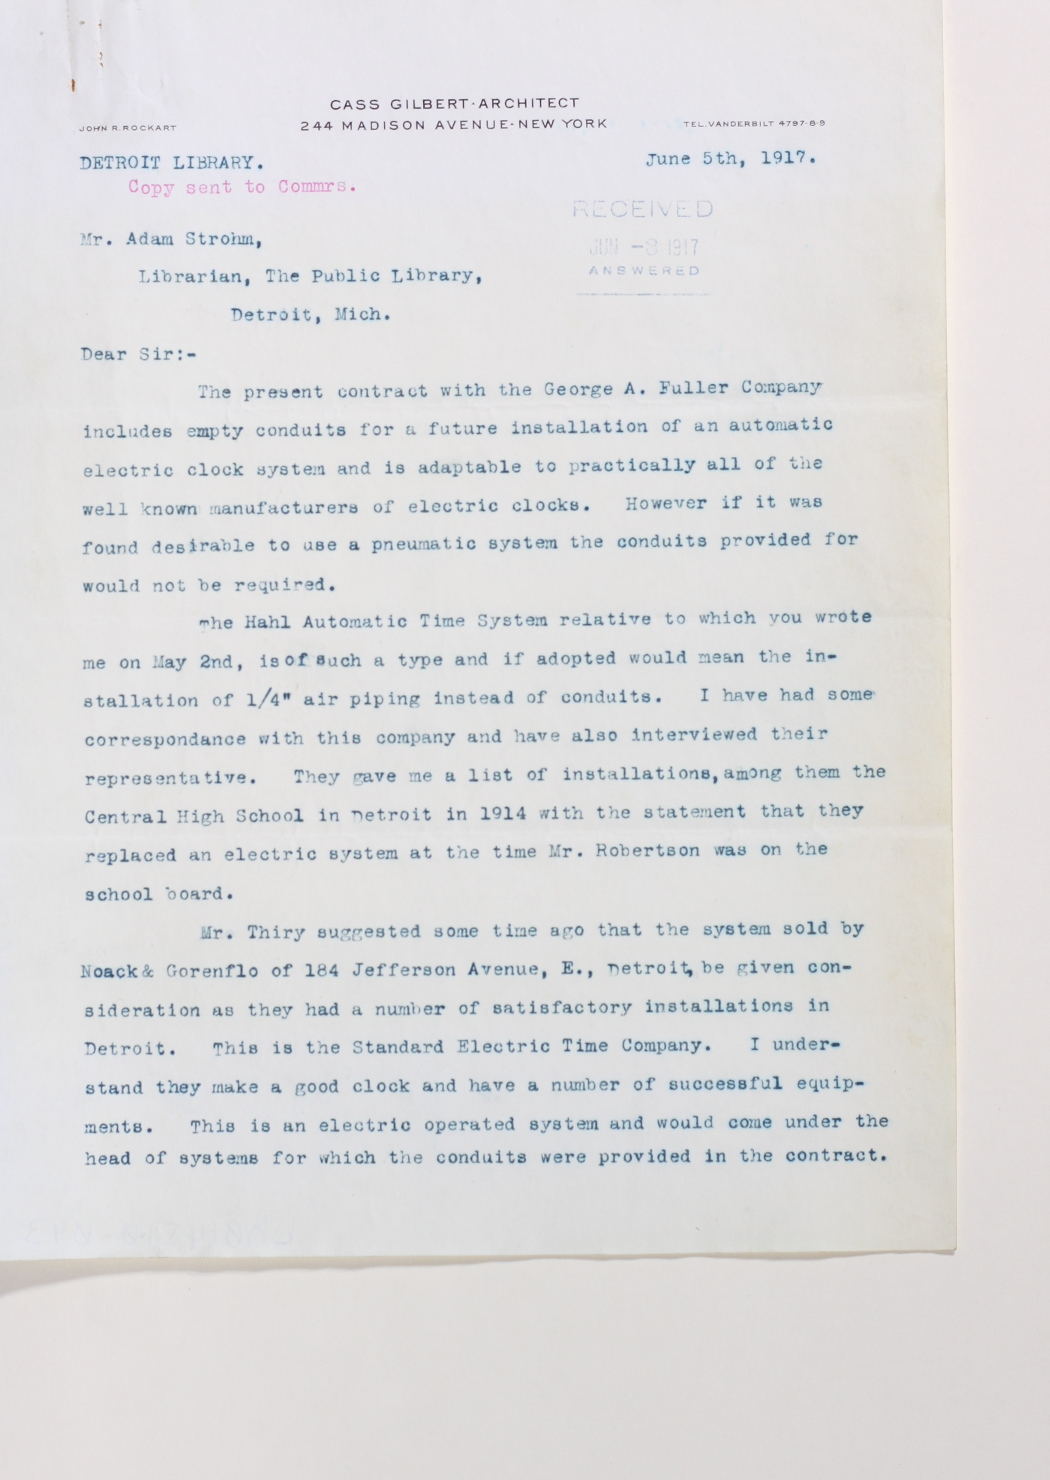 CASS GILBERT·ARCHITECT
JOHN R. ROCKART 244 MADISON AVENUE·NEW YORK TEL. VANDERBILT 4797-8-9
DETROIT LIBRARY. June 5th, 1917.
Copy sent to Commrs.
RECEIVED
JUN -8 1917
ANSWERED
Mr. Adam Strohm,
Librarian, The Public Library,
Detroit, Mich.
Dear Sir:-
The present contract with the George A. Fuller Company
includes empty conduits for a future installation of an automatic
electric clock system and is adaptable to practically all of the
well known manufacturers of electric clocks. However if it was
found desirable to use a pneumatic system the conduits provided for
would not be required.
The Hahl Automatic Time System relative to which you wrote
me on May 2nd, is of such a type and if adopted would mean the in-
stallation of 1/4" air piping instead of conduits. I have had some
correspondance with this company and have also interviewed their
representative. They gave me a list of installations, among them the
Central High School in Detroit in 1914 with the statement that they
replaced an electric system at the time Mr. Robertson was on the
school board.
Mr. Thiry suggested some time ago that the system sold by
Noack & Gorenflo of 184 Jefferson Avenue, E., Detroit, be given con-
sideration as they had a number of satisfactory installations in
Detroit. This is the Standard Electric Time Company. I under-
stand they make a good clock and have a number of successful equip-
ments. This is an electric operated system and would come under the
head of systems for which the conduits were provided in the contract.